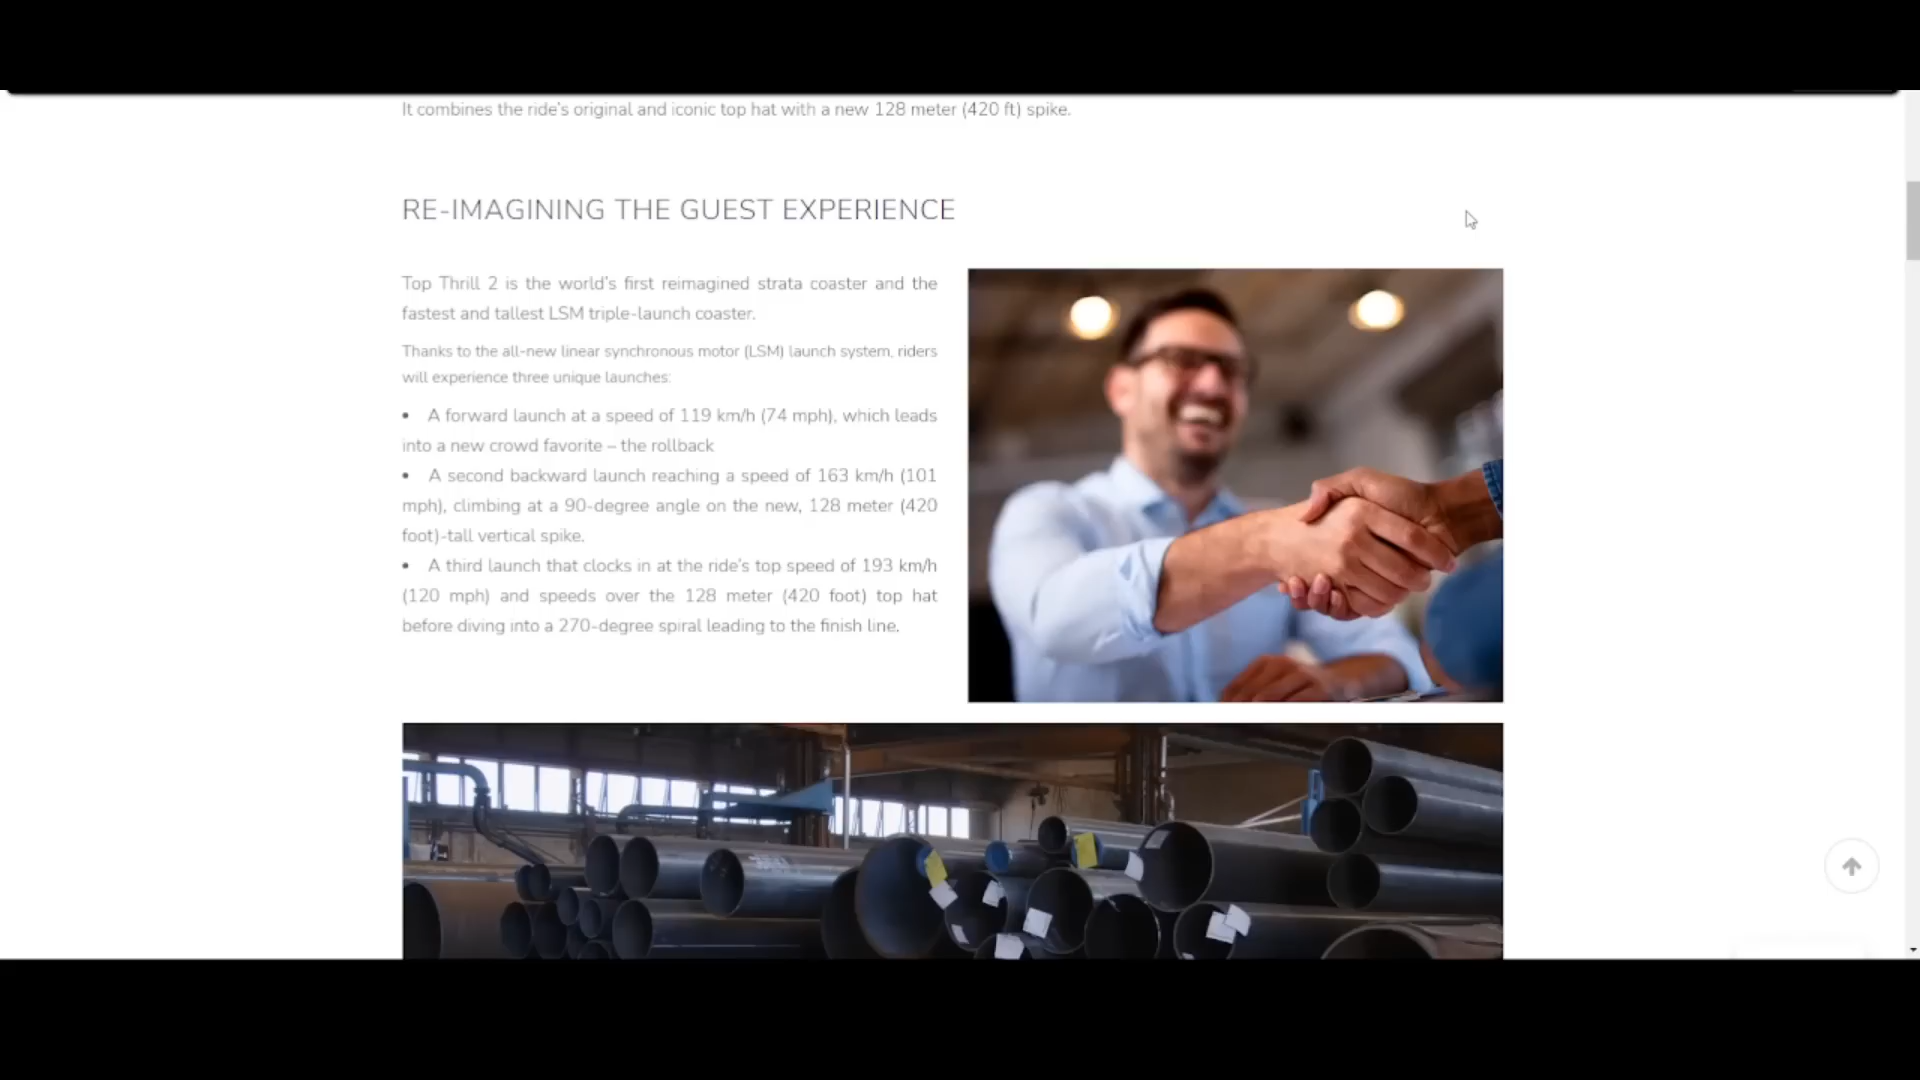 It combines the ride's original and iconic top hat with a new 128 meter (420 ft) spike.
RE-IMAGINING THE GUEST EXPERIENCE
Top Thrill 2 is the world's first reimagined strata coaster and the
fastest and tallest LSM triple-launch coaster.
Thanks to the all-new linear synchronous motor (LSM) launch system, riders
will experience three unique launches:
• A forward launch at a speed of 119 km/h (74 mph), which leads
into a new crowd favorite – the rollback
• A second backward launch reaching a speed of 163 km/h (101
mph), climbing at a 90-degree angle on the new, 128 meter (420
foot)-tall vertical spike.
• A third launch that clocks in at the ride's top speed of 193 km/h
(120 mph) and speeds over the 128 meter (420 foot) top hat
before diving into a 270-degree spiral leading to the finish line.